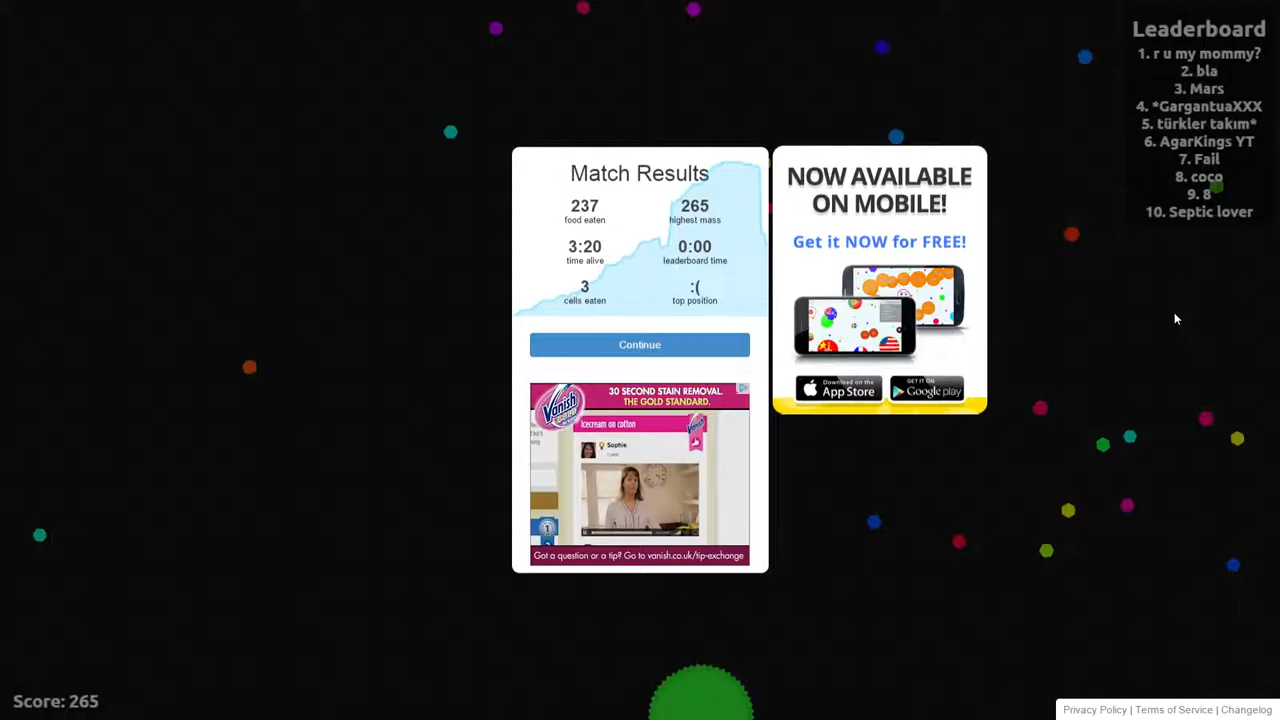 Leaderboard
1. r u my mommy?
2. bla
3. Mars
4. *GargantuaXXX
5. türkler takım*
6. AgarKings YT
7. Fail
8. coco
9. 8
10. Septic lover
Match Results
237
food eaten
265
highest mass
3:20
time alive
0:00
leaderboard time
3
cells eaten
:(
top position
Continue
NOW AVAILABLE
ON MOBILE!
Get it NOW for FREE!
Download on the
App Store
GET IT ON
Google play
30 SECOND STAIN REMOVAL.
THE GOLD STANDARD.
Vanish
Icecream on cotton
Vanish
Sophie
Got a question or a tip? Go to vanish.co.uk/tip-exchange
Score: 265
Privacy Policy | Terms of Service | Changelog